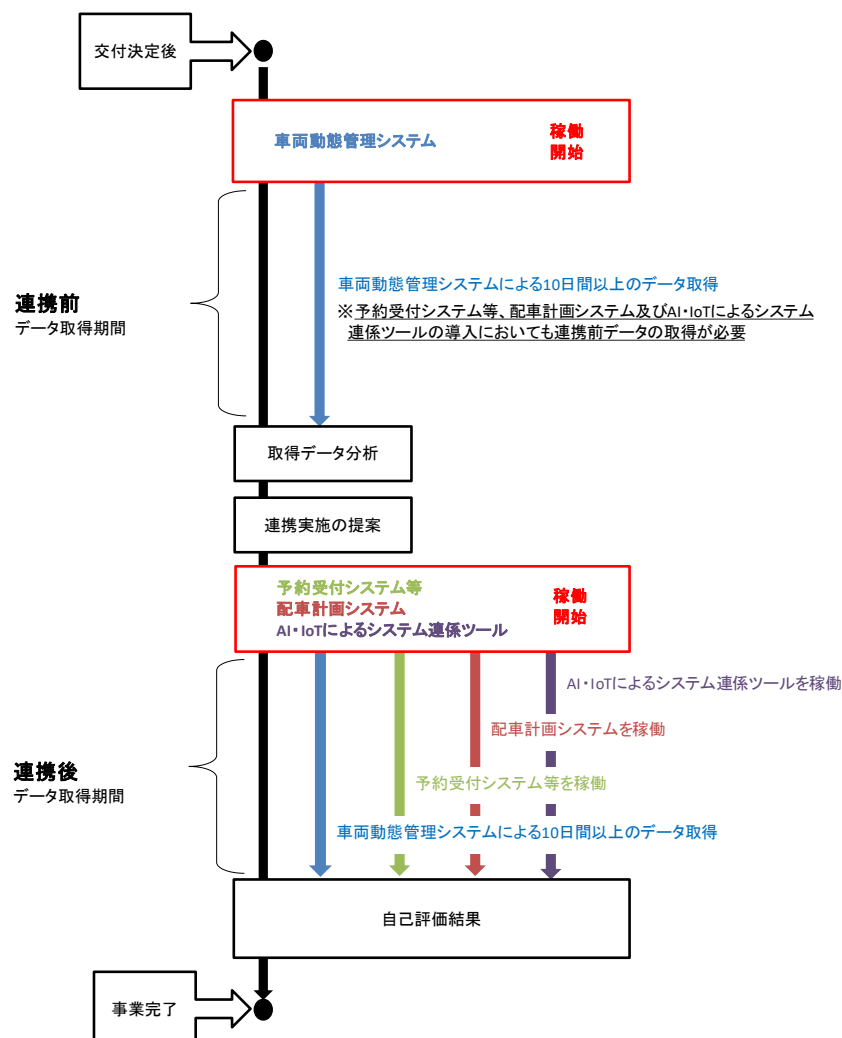 交付決定後
車両動態管理システム
稼働
開始
車両動態管理システムによる10日間以上のデータ取得
※予約受付システム等、配車計画システム及びAI・IoTによるシステム
連係ツールの導入においても連携前データの取得が必要
連携前
データ取得期間
取得データ分析
連携実施の提案
予約受付システム等
配車計画システム
AI・IoTによるシステム連係ツール
稼働
開始
AI・IoTによるシステム連係ツールを稼働
配車計画システムを稼働
連携後
データ取得期間
予約受付システム等を稼働
車両動態管理システムによる10日間以上のデータ取得
自己評価結果
事業完了